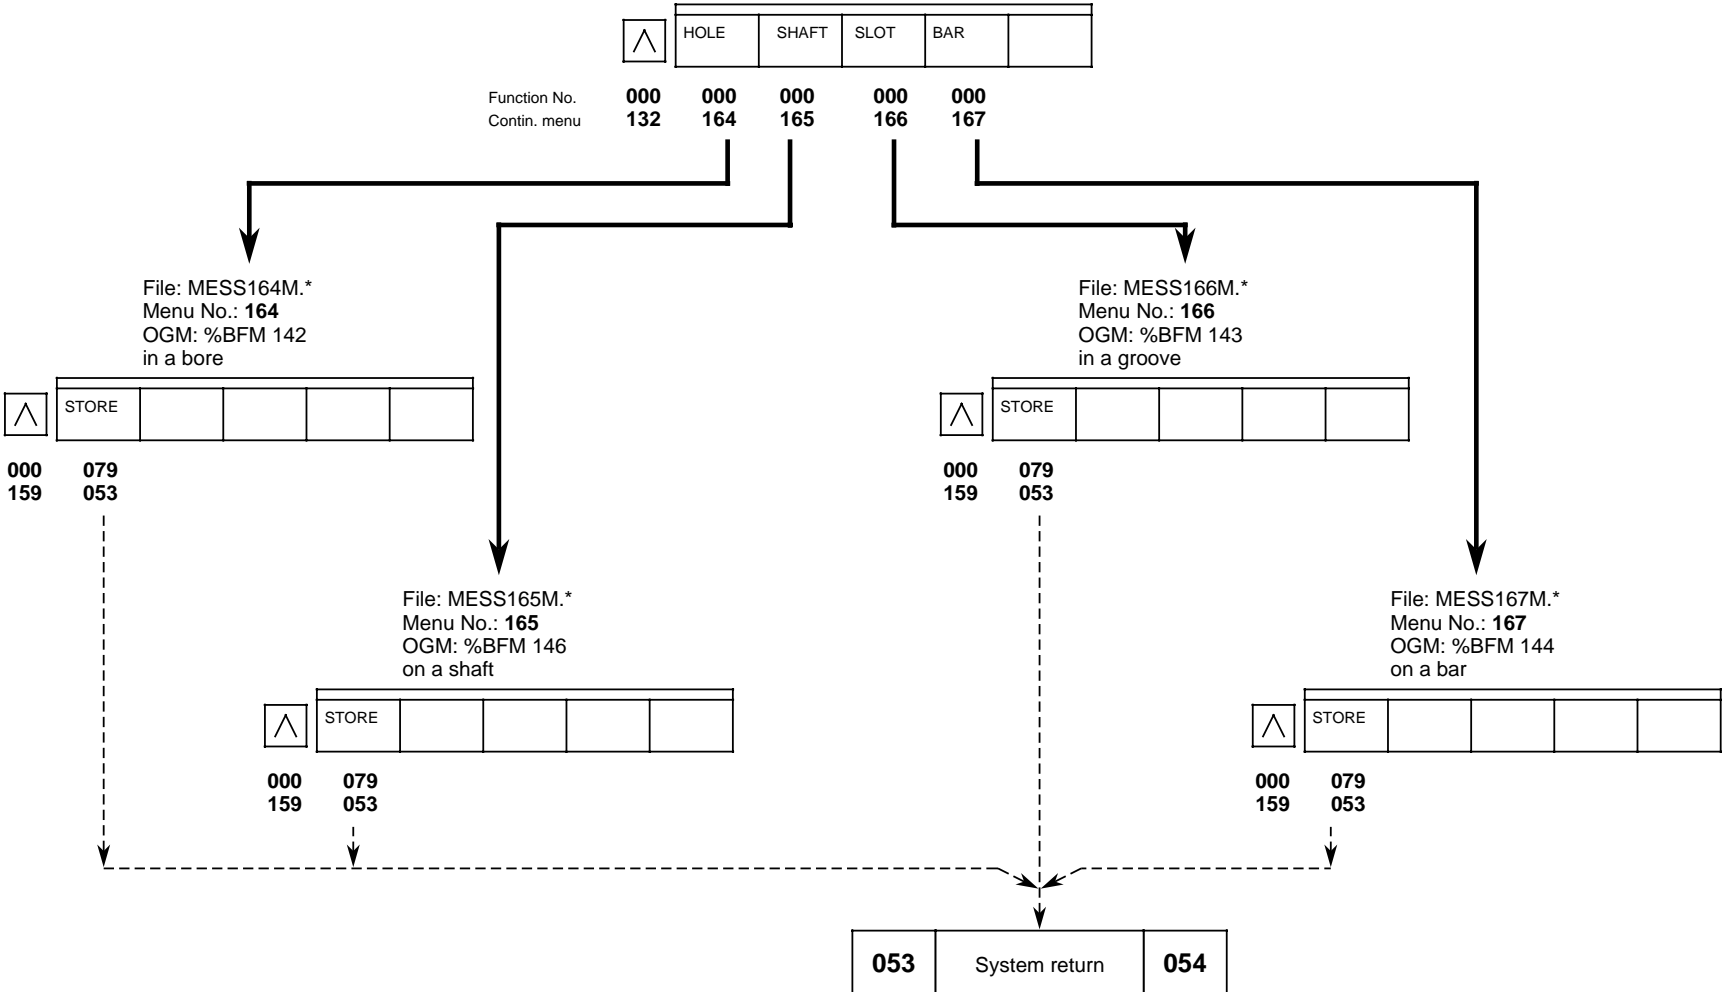 HOLE SHAFT SLOT BAR
Function No. 000 000 000 000 000
Contin. menu 132 164 165 166 167
File: MESS164M.*
Menu No.: 164
OGM: %BFM 142
in a bore
STORE
000 079
159 053
File: MESS166M.*
Menu No.: 166
OGM: %BFM 143
in a groove
STORE
000 079
159 053
File: MESS165M.*
Menu No.: 165
OGM: %BFM 146
on a shaft
STORE
000 079
159 053
File: MESS167M.*
Menu No.: 167
OGM: %BFM 144
on a bar
STORE
000 079
159 053
053 System return 054